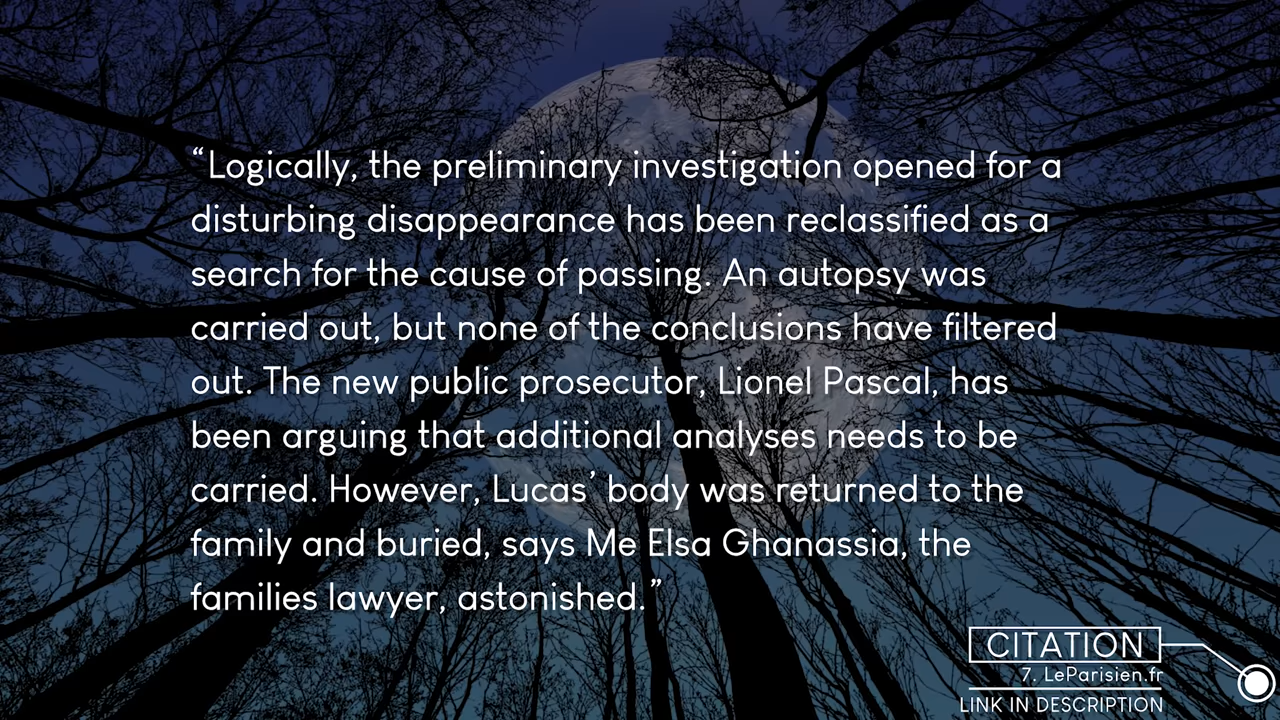 “Logically, the preliminary investigation opened for a
disturbing disappearance has been reclassified as a
search for the cause of passing. An autopsy was
carried out, but none of the conclusions have filtered
out. The new public prosecutor, Lionel Pascal, has
been arguing that additional analyses needs to be
carried. However, Lucas’ body was returned to the
family and buried, says Me Elsa Ghanassia, the
families lawyer, astonished.”
CITATION
7. LeParisien.fr
LINK IN DESCRIPTION